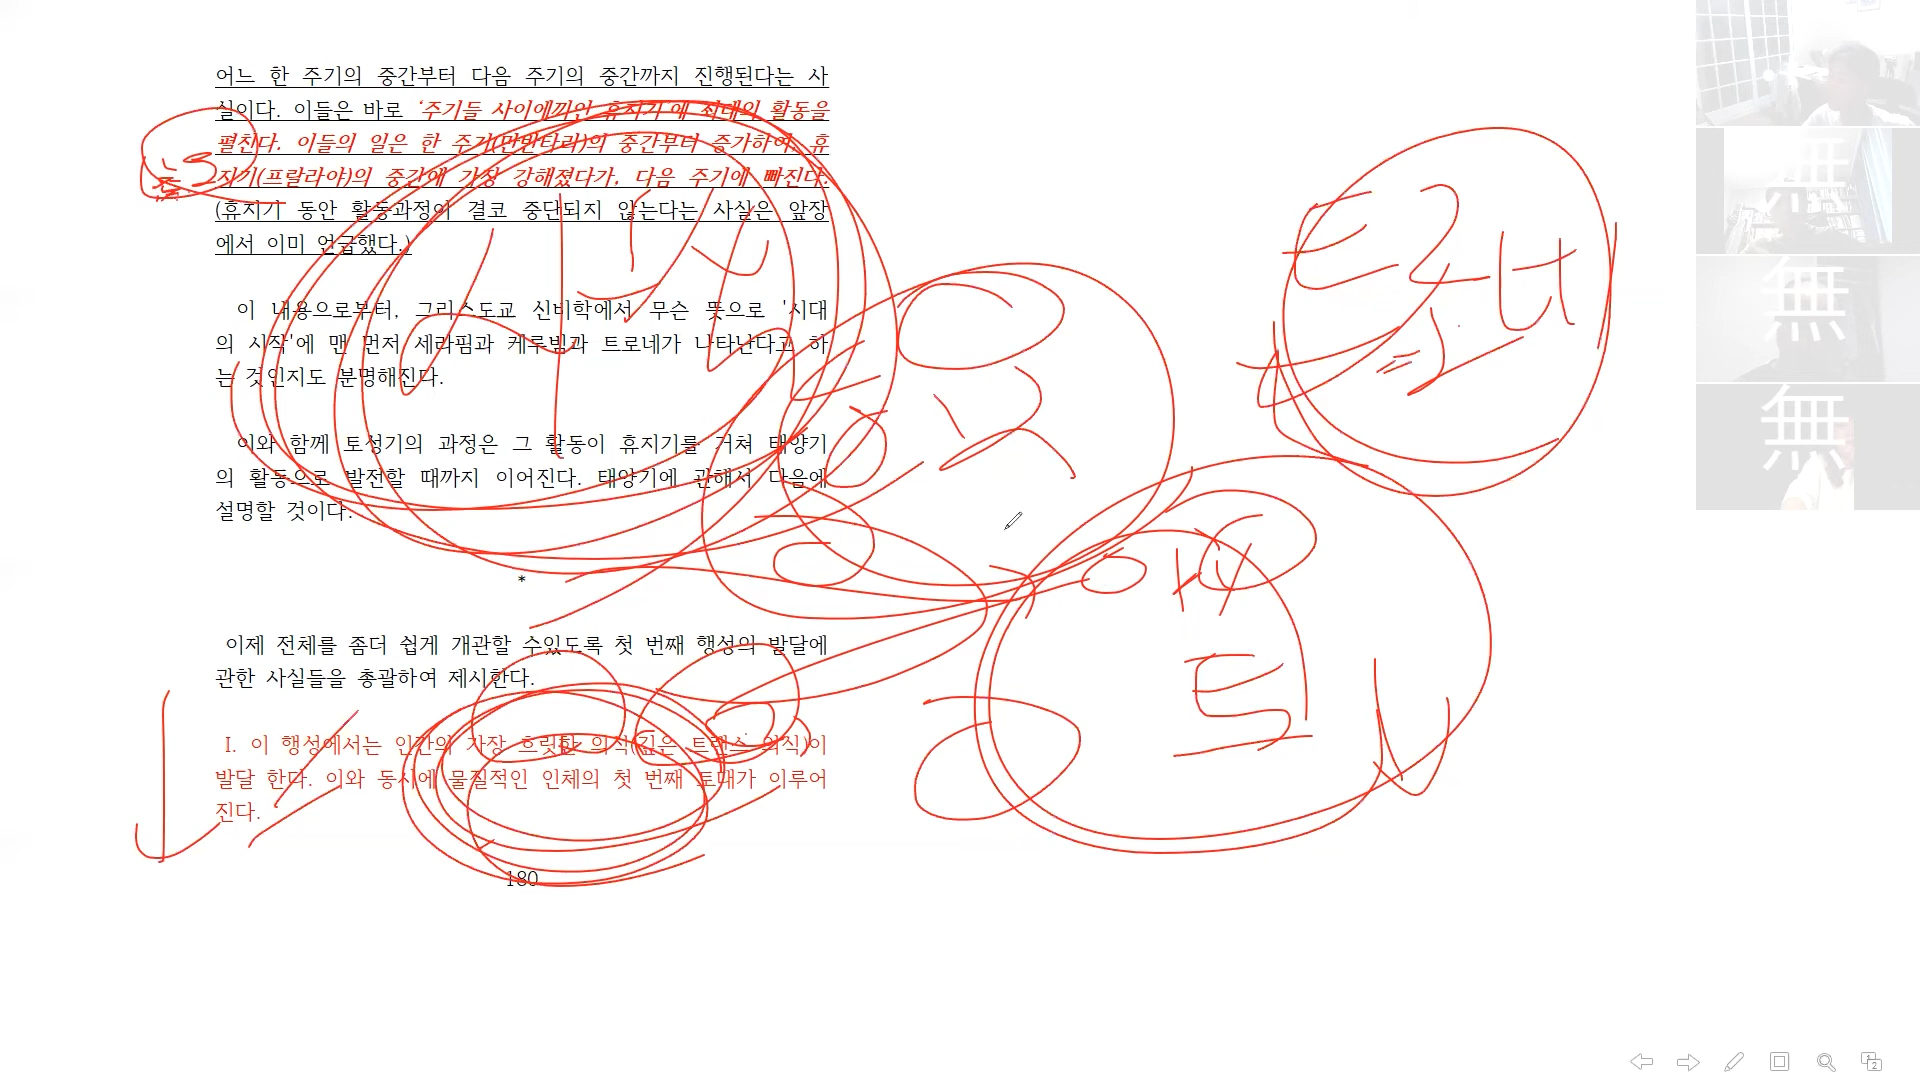 어느 한 주기의 중간부터 다음 주기의 중간까지 진행된다는 사
실이다. 이들은 바로 '주기들 사이에끼인 휴지기'에 최대의 활동을
펼친다. 이들의 일은 한 주기(만반타라)의 중간부터 증가하여, 휴
지기(프랄라야)의 중간에 가장 강해졌다가, 다음 주기에 빠진다.
(휴지기 동안 활동과정이 결코 중단되지 않는다는 사실은 앞장
에서 이미 언급했다.)
이 내용으로부터, 그리스도교 신비학에서 무슨 뜻으로 '시대
의 시작'에 맨 먼저 세라핌과 케루빔과 트로네가 나타난다고 하
는 것인지도 분명해진다.
이와 함께 토성기의 과정은 그 활동이 휴지기를 거쳐 태양기
의 활동으로 발전할 때까지 이어진다. 태양기에 관해서 다음에
설명할 것이다.
*
이제 전체를 좀더 쉽게 개관할 수있도록 첫 번째 행성의 발달에
관한 사실들을 총괄하여 제시한다.
I. 이 행성에서는 인간의 가장 흐릿한 의식(깊은 트랜스 의식)이
발달 한다. 이와 동시에 물질적인 인체의 첫 번째 토대가 이루어
진다.
180
無
無
無